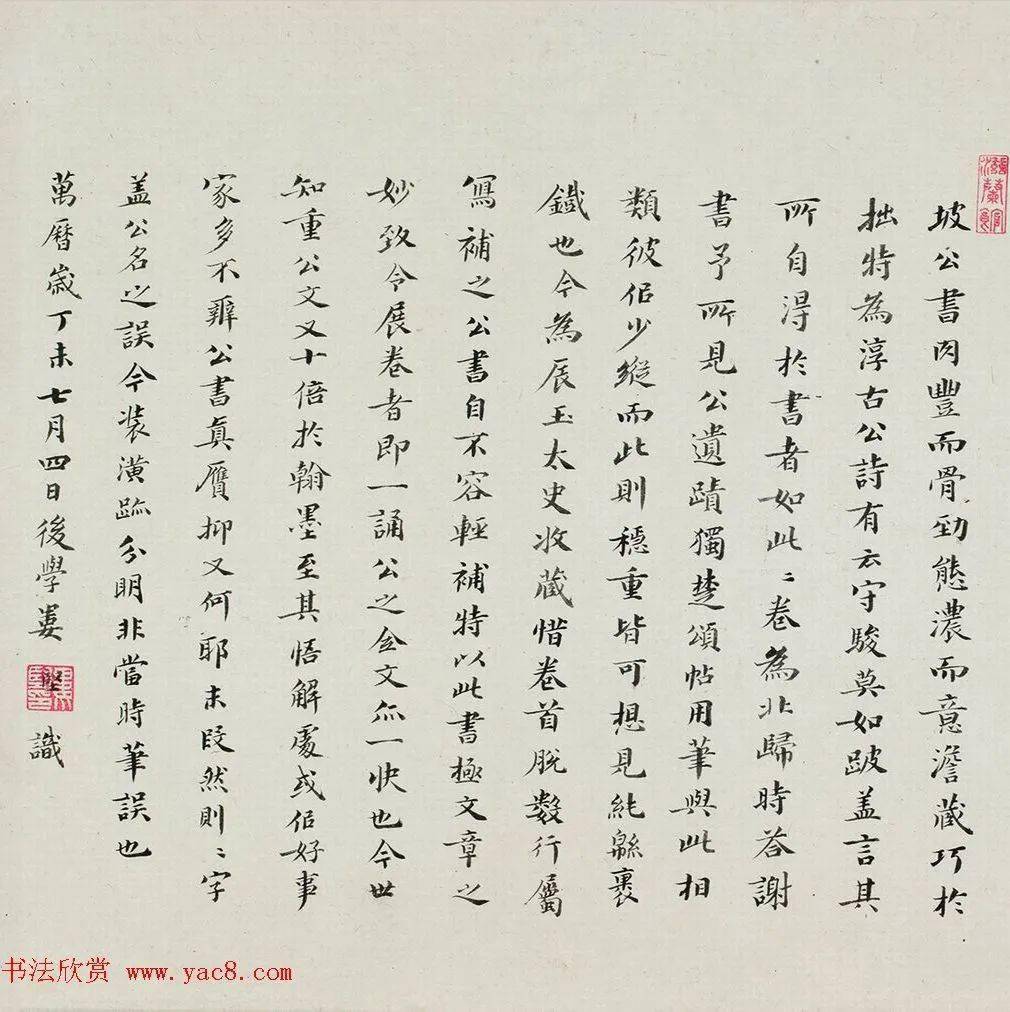 坡公書肉豐而骨勁態濃而意澹藏巧於
拙特為淳古公詩有云守駿莫如跛蓋言其
所自得於書者如此〻卷為北歸時答謝
書予所見公遺蹟獨楚頌帖用筆與此相
類彼似少縱而此則穩重皆可想見純緜裹
鐵也今為辰玉太史收藏惜卷首脫數行屬
寫補之公書自不容輕補特以此書極文章之
妙致令展卷者即一誦公之全文亦一快也今世
知重公文又十倍於翰墨至其悟解處或似好事
家多不辨公書真贗抑又何耶末段然則〻字
蓋公名之誤今裝潢跡分明非當時筆誤也
萬曆歲丁未七月四日後學婁堅識
书法欣赏 www.yac8.com